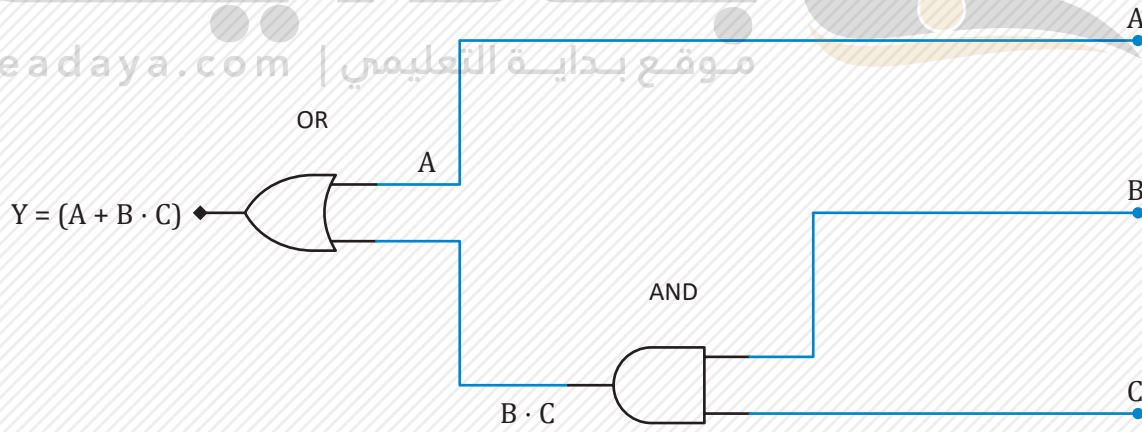 A
eadaya.com | موقع بداية التعليمي
OR
A
B
Y = (A + B · C)
AND
C
B · C